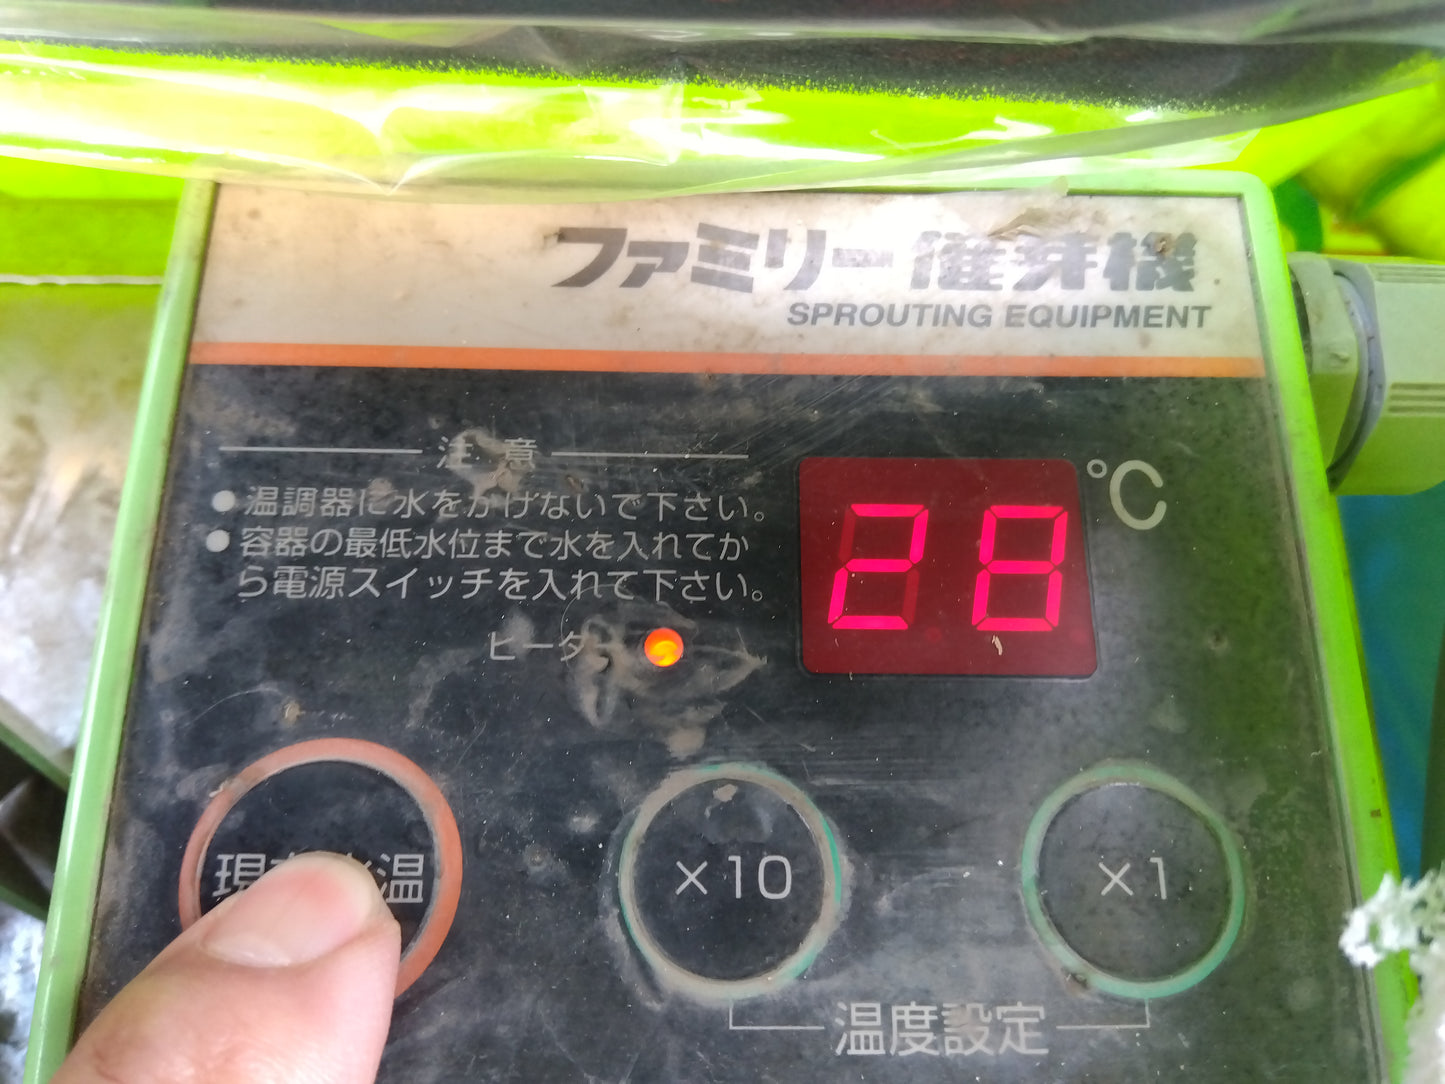 ファミリー催芽機
SPROUTING EQUIPMENT
注意
●温調器に水をかけないで下さい。
●容器の最低水位まで水を入れてか
ら電源スイッチを入れて下さい。
28
℃
ヒーター
現 温
×10
×1
温度設定